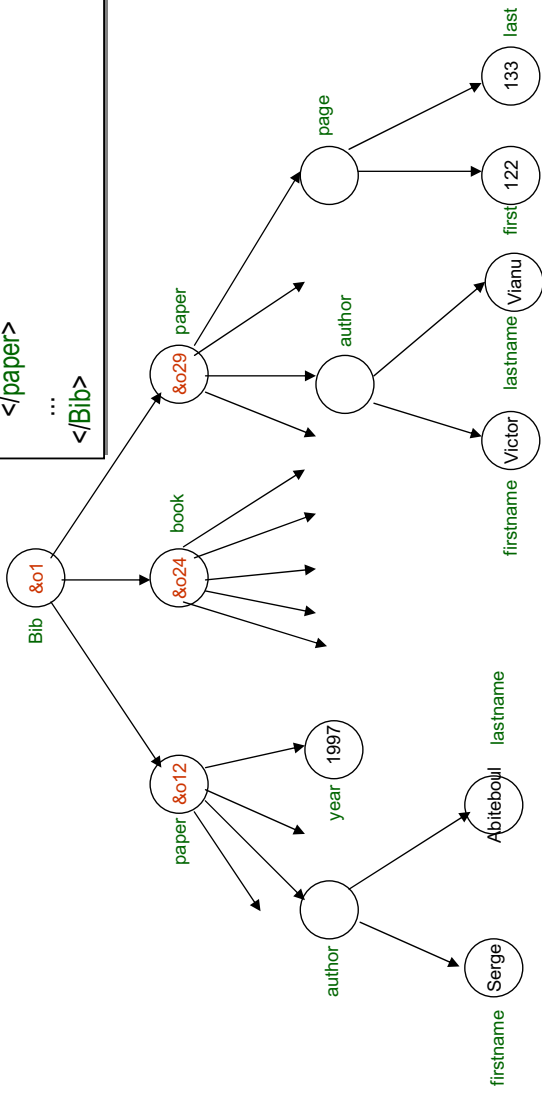 </paper>
...
</Bib>
Bib
&o1
paper
&o12
&o24
book
&o29
paper
author
year
1997
author
page
firstname
Serge
Abiteboul
lastname
firstname
Victor
lastname
Vianu
first
122
133
last